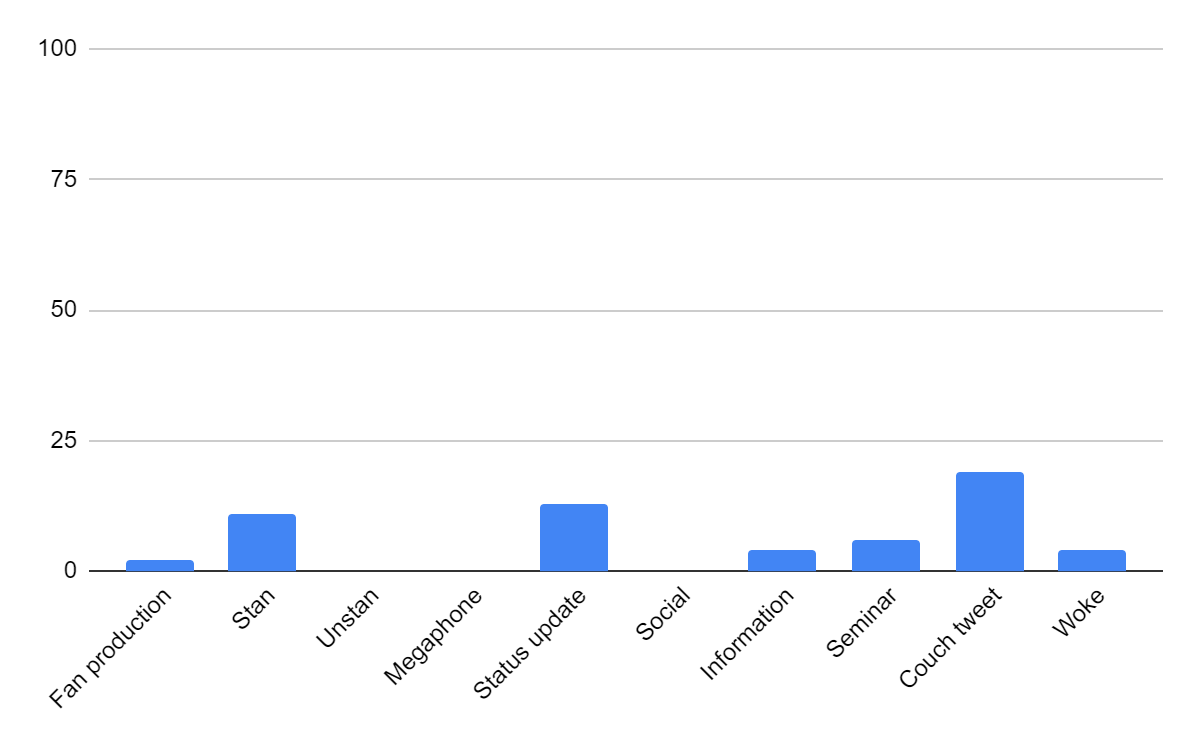 100
75
50
25
0
Fan production
Stan
Unstan
Megaphone
Status update
Social
Information
Seminar
Couch tweet
Woke